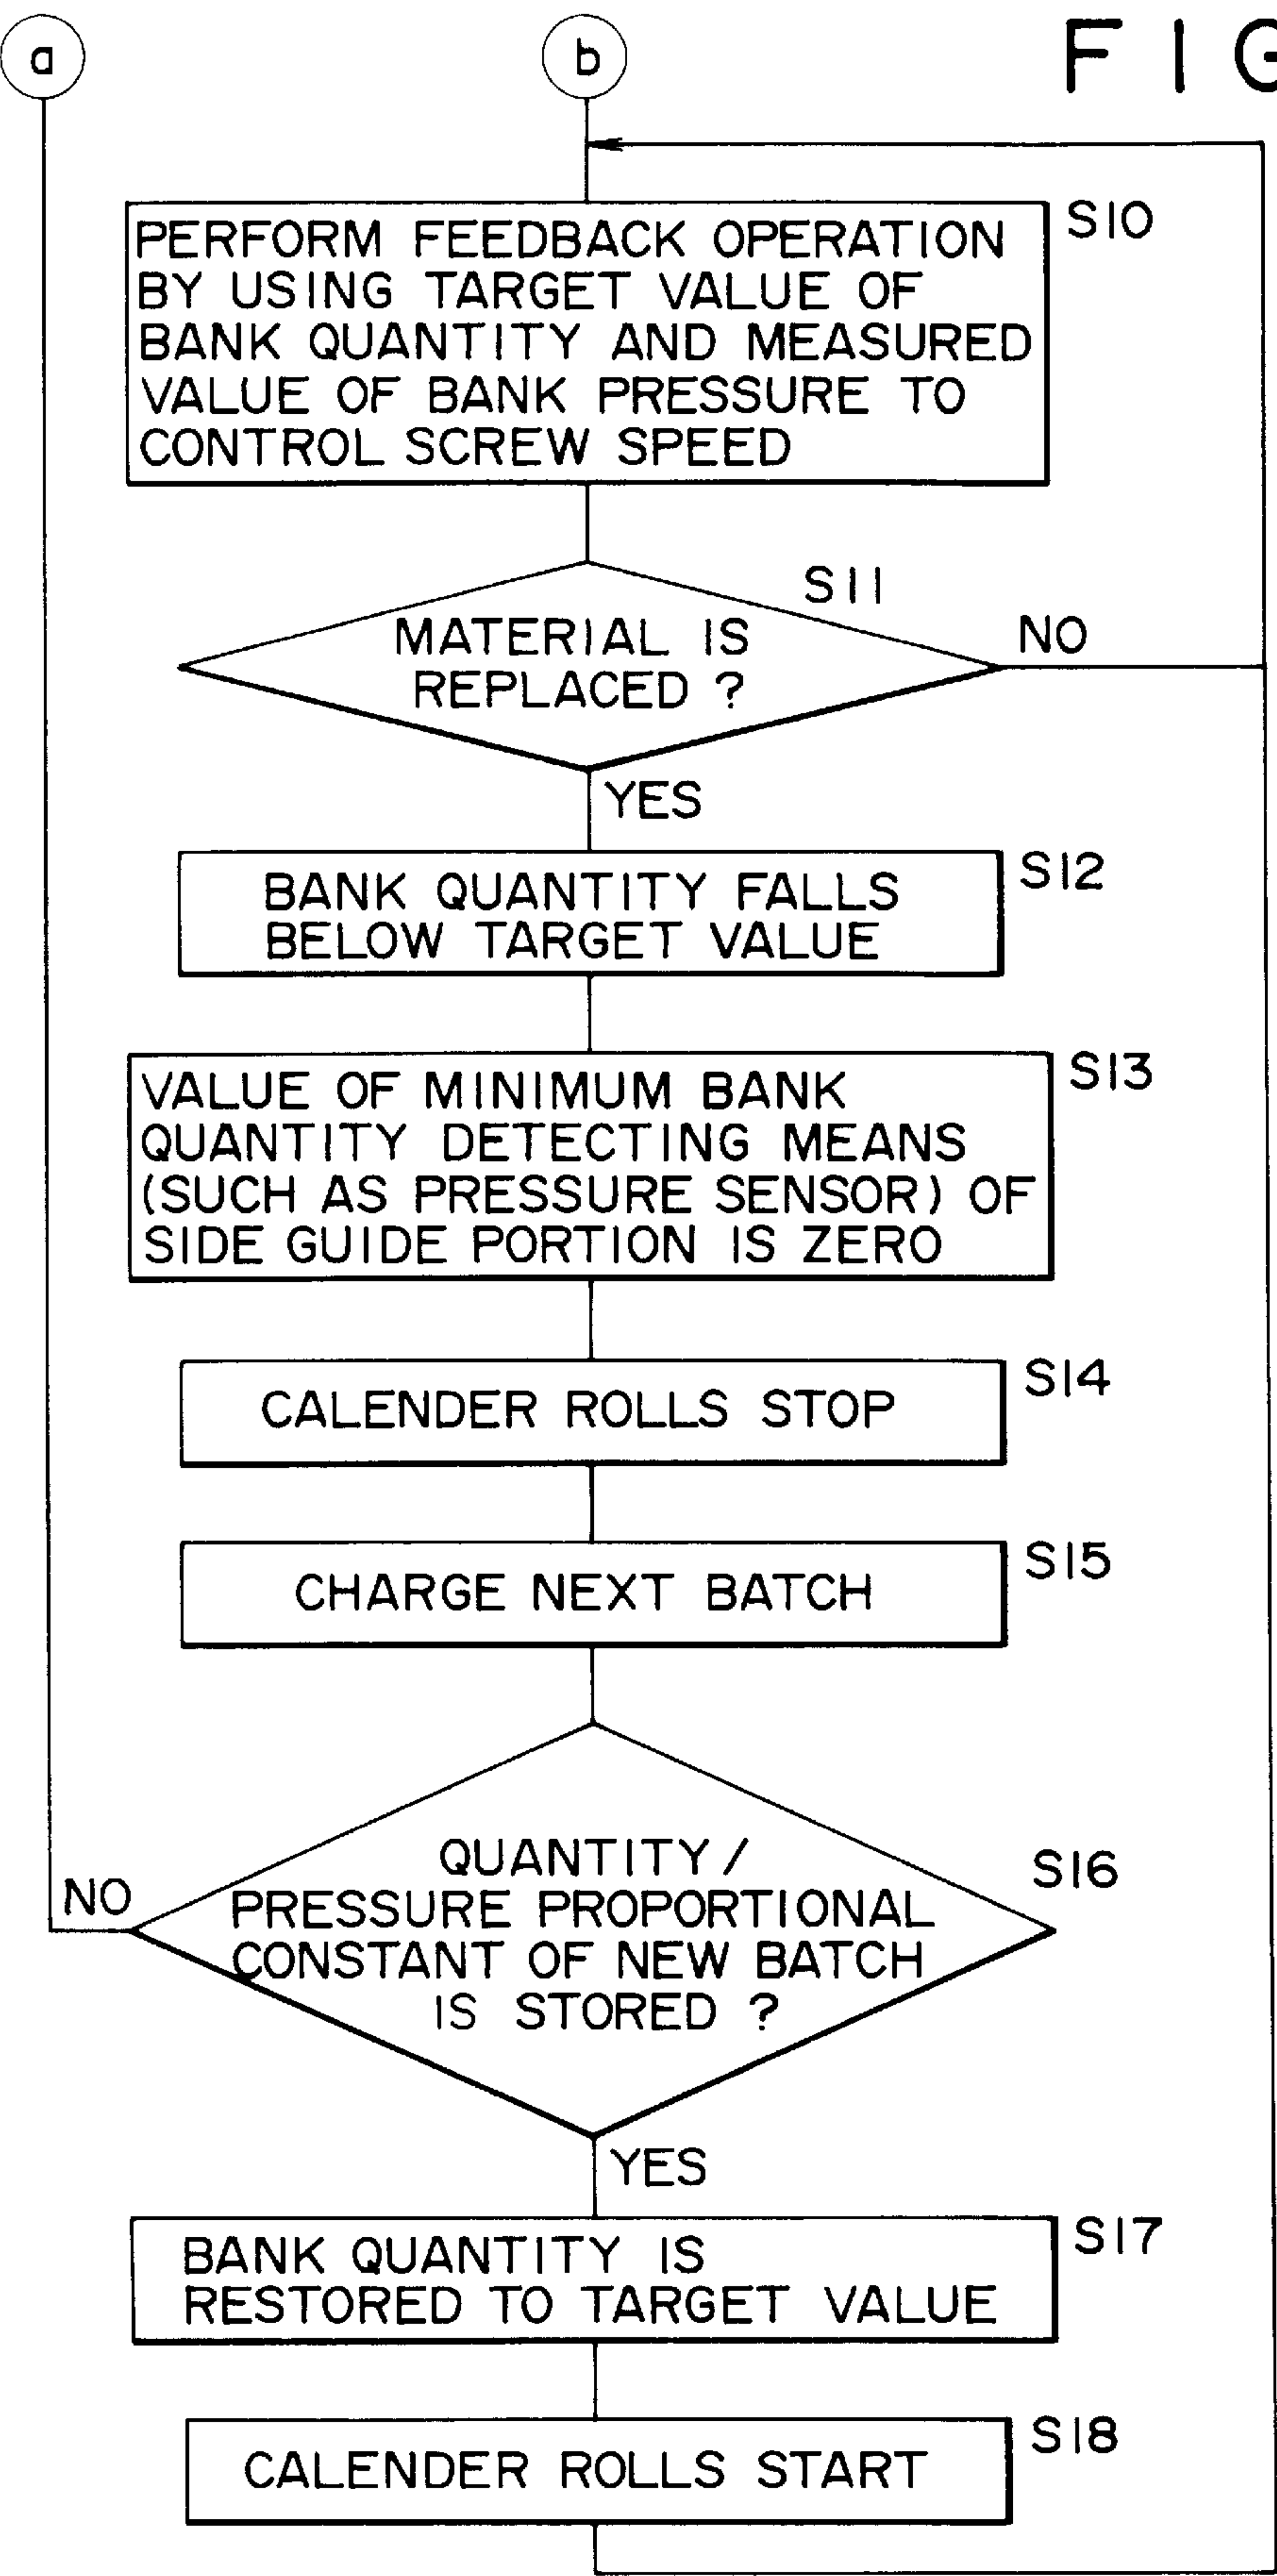 a
b
FIG
S10
PERFORM FEEDBACK OPERATION
BY USING TARGET VALUE OF
BANK QUANTITY AND MEASURED
VALUE OF BANK PRESSURE TO
CONTROL SCREW SPEED
S11
MATERIAL IS
REPLACED ?
NO
YES
S12
BANK QUANTITY FALLS
BELOW TARGET VALUE
S13
VALUE OF MINIMUM BANK
QUANTITY DETECTING MEANS
(SUCH AS PRESSURE SENSOR) OF
SIDE GUIDE PORTION IS ZERO
S14
CALENDER ROLLS STOP
S15
CHARGE NEXT BATCH
S16
QUANTITY/
PRESSURE PROPORTIONAL
CONSTANT OF NEW BATCH
IS STORED ?
NO
YES
S17
BANK QUANTITY IS
RESTORED TO TARGET VALUE
S18
CALENDER ROLLS START